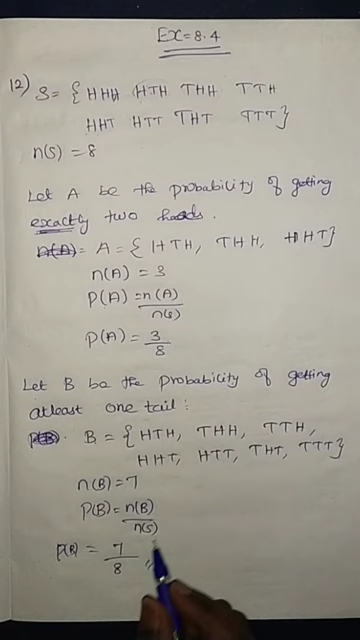 EX=8.4
12) S= { HHH HTH THH TTH
HHT HTT THT TTT}
n(S) = 8
Let A be the probability of getting
exactly two heads.
n(A) = A = { HTH, THH, HHT}
n(A) = 3
P(A) = n(A)
n(s)
P(A) = 3
8
Let B be the probability of getting
atleast one tail:
P(B). B = { HTH, THH, TTH,
HHT, HTT, THT, TTT}
n(B) = 7
P(B) = n(B)
n(S)
P(B) = 7
8 //